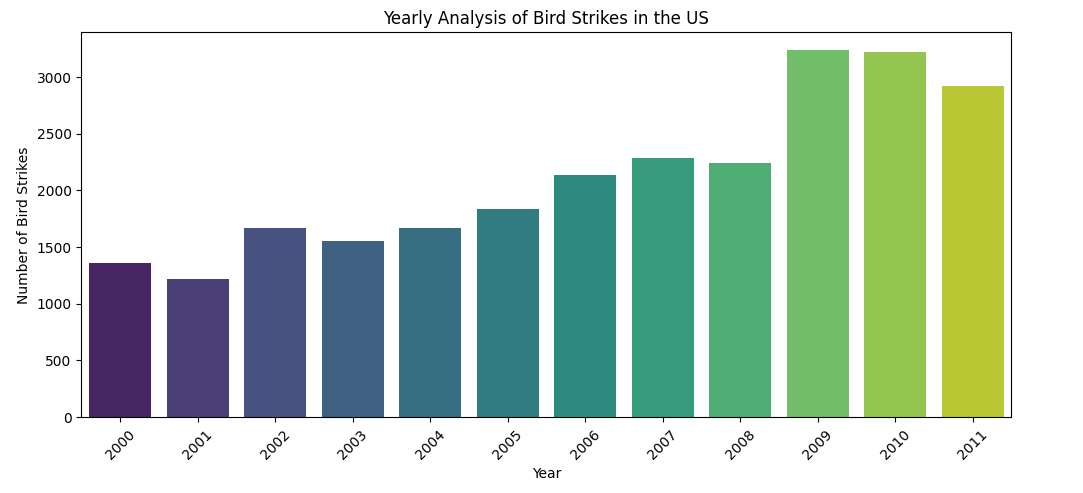 Yearly Analysis of Bird Strikes in the US
Number of Bird Strikes
3000
2500
2000
1500
1000
500
0
2000 2001 2002 2003 2004 2005 2006 2007 2008 2009 2010 2011
Year